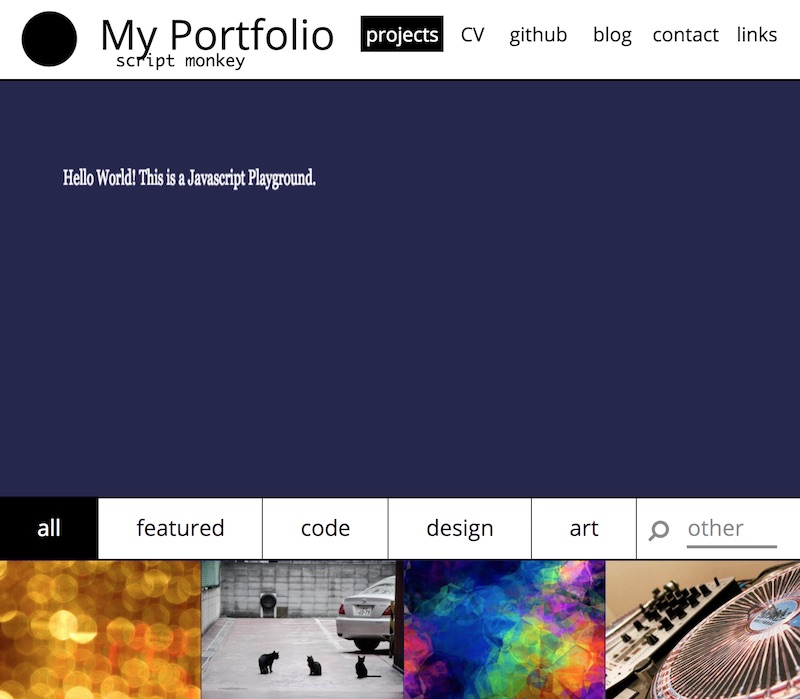 My Portfolio
script monkey
projects CV github blog contact links
Hello World! This is a Javascript Playground.
all featured code design art other